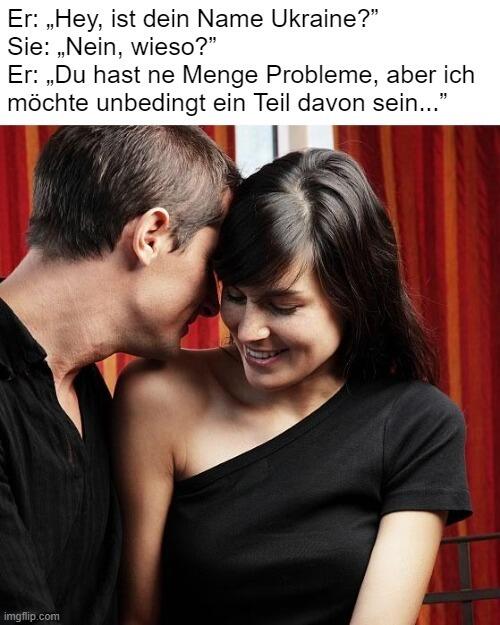 Er: „Hey, ist dein Name Ukraine?”
Sie: „Nein, wieso?”
Er: „Du hast ne Menge Probleme, aber ich
möchte unbedingt ein Teil davon sein...”
imgflip.com